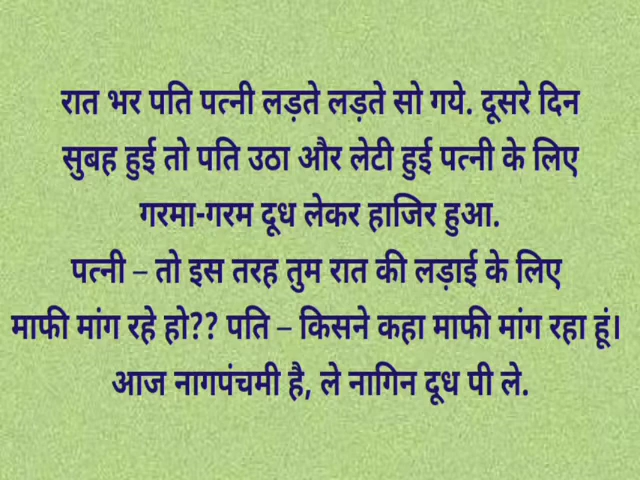 रात भर पति पत्नी लड़ते लड़ते सो गये. दूसरे दिन
सुबह हुई तो पति उठा और लेटी हुई पत्नी के लिए
गरमा-गरम दूध लेकर हाजिर हुआ.
पत्नी – तो इस तरह तुम रात की लड़ाई के लिए
माफी मांग रहे हो?? पति – किसने कहा माफी मांग रहा हूं।
आज नागपंचमी है, ले नागिन दूध पी ले.